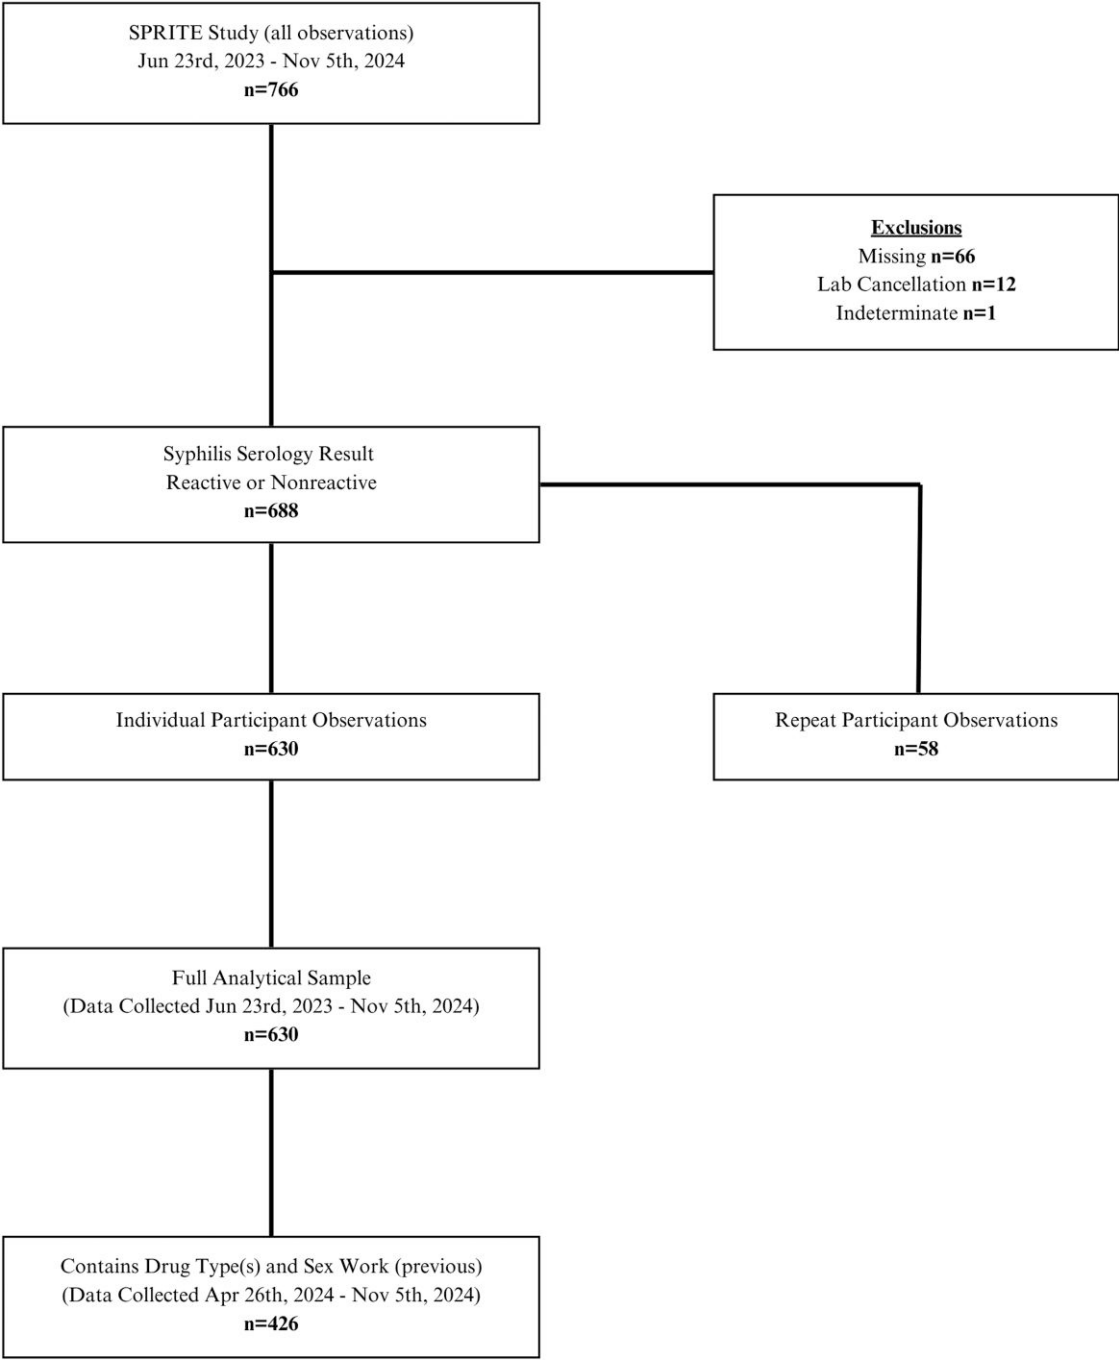 SPRITE Study (all observations)
Jun 23rd, 2023 - Nov 5th, 2024
n=766
Exclusions
Missing n=66
Lab Cancellation n=12
Indeterminate n=1
Syphilis Serology Result
Reactive or Nonreactive
n=688
Individual Participant Observations
n=630
Repeat Participant Observations
n=58
Full Analytical Sample
(Data Collected Jun 23rd, 2023 - Nov 5th, 2024)
n=630
Contains Drug Type(s) and Sex Work (previous)
(Data Collected Apr 26th, 2024 - Nov 5th, 2024)
n=426